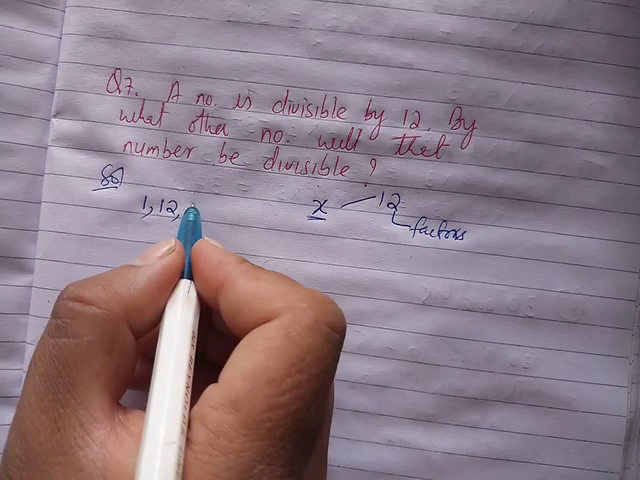 Q7. A no. is divisible by 12. By
what other no. will that
number be divisible?
Sol
1, 12,
x 12
factors